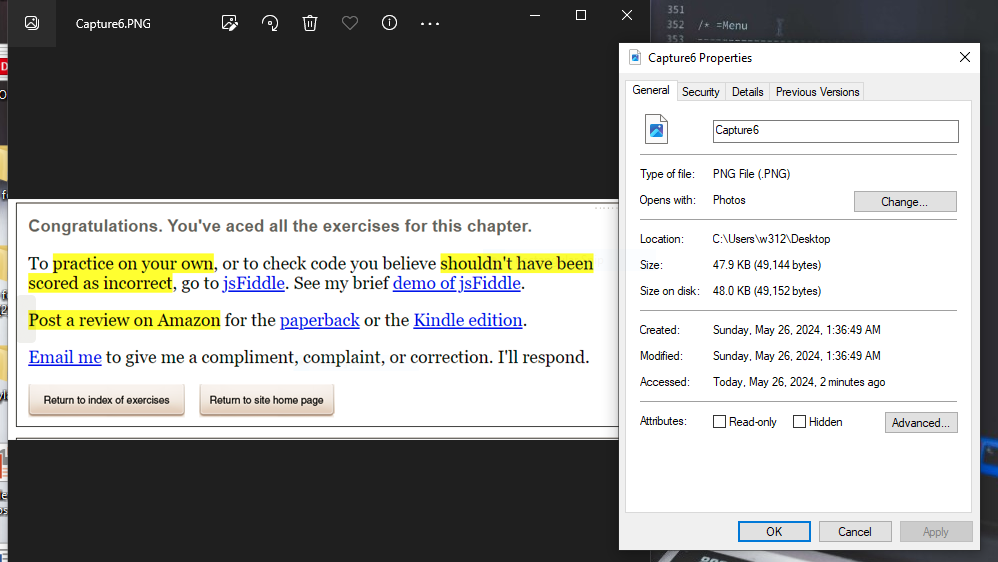 Capture6.PNG
Congratulations. You've aced all the exercises for this chapter.
To practice on your own, or to check code you believe shouldn't have been
scored as incorrect, go to jsFiddle. See my brief demo of jsFiddle.
Post a review on Amazon for the paperback or the Kindle edition.
Email me to give me a compliment, complaint, or correction. I'll respond.
Return to index of exercises
Return to site home page
351
352 /* =Menu
353
Capture6 Properties
General Security Details Previous Versions
Capture6
Type of file: PNG File (.PNG)
Opens with: Photos Change...
Location: C:\Users\w312\Desktop
Size: 47.9 KB (49,144 bytes)
Size on disk: 48.0 KB (49,152 bytes)
Created: Sunday, May 26, 2024, 1:36:49 AM
Modified: Sunday, May 26, 2024, 1:36:49 AM
Accessed: Today, May 26, 2024, 2 minutes ago
Attributes: Read-only Hidden Advanced...
OK Cancel Apply